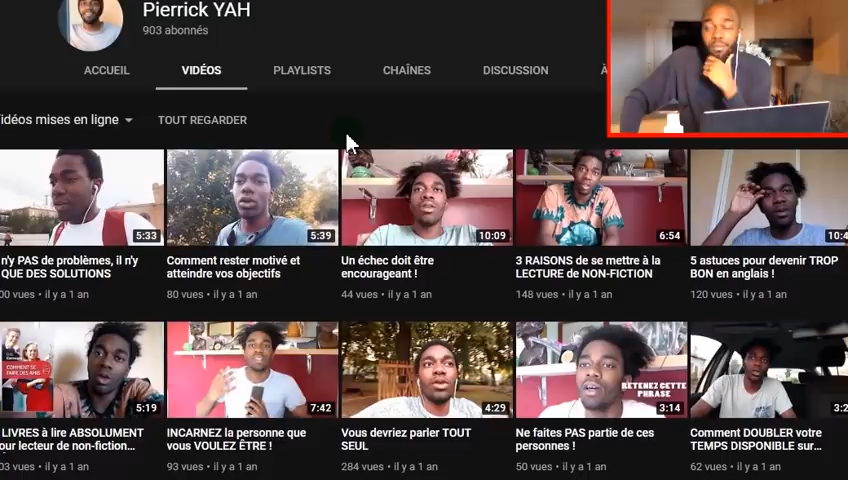 Pierrick YAH
903 abonnés
ACCUEIL VIDÉOS PLAYLISTS CHAÎNES DISCUSSION À
idéos mises en ligne TOUT REGARDER
5:33 5:39 10:09 6:54 10:4
n'y PAS de problèmes, il n'y
QUE DES SOLUTIONS
00 vues • il y a 1 an
Comment rester motivé et
atteindre vos objectifs
80 vues • il y a 1 an
Un échec doit être
encourageant !
44 vues • il y a 1 an
3 RAISONS de se mettre à la
LECTURE de NON-FICTION
148 vues • il y a 1 an
5 astuces pour devenir TROP
BON en anglais !
120 vues • il y a 1 an
COMMENT SE
FAIRE DES AMIS
RETENEZ CETTE
PHRASE
5:19 7:42 4:29 3:14 3:2
LIVRES à lire ABSOLUMENT
our lecteur de non-fiction...
03 vues • il y a 1 an
INCARNEZ la personne que
vous VOULEZ ÊTRE !
93 vues • il y a 1 an
Vous devriez parler TOUT
SEUL
284 vues • il y a 1 an
Ne faites PAS partie de ces
personnes !
50 vues • il y a 1 an
Comment DOUBLER votre
TEMPS DISPONIBLE sur...
62 vues • il y a 1 an